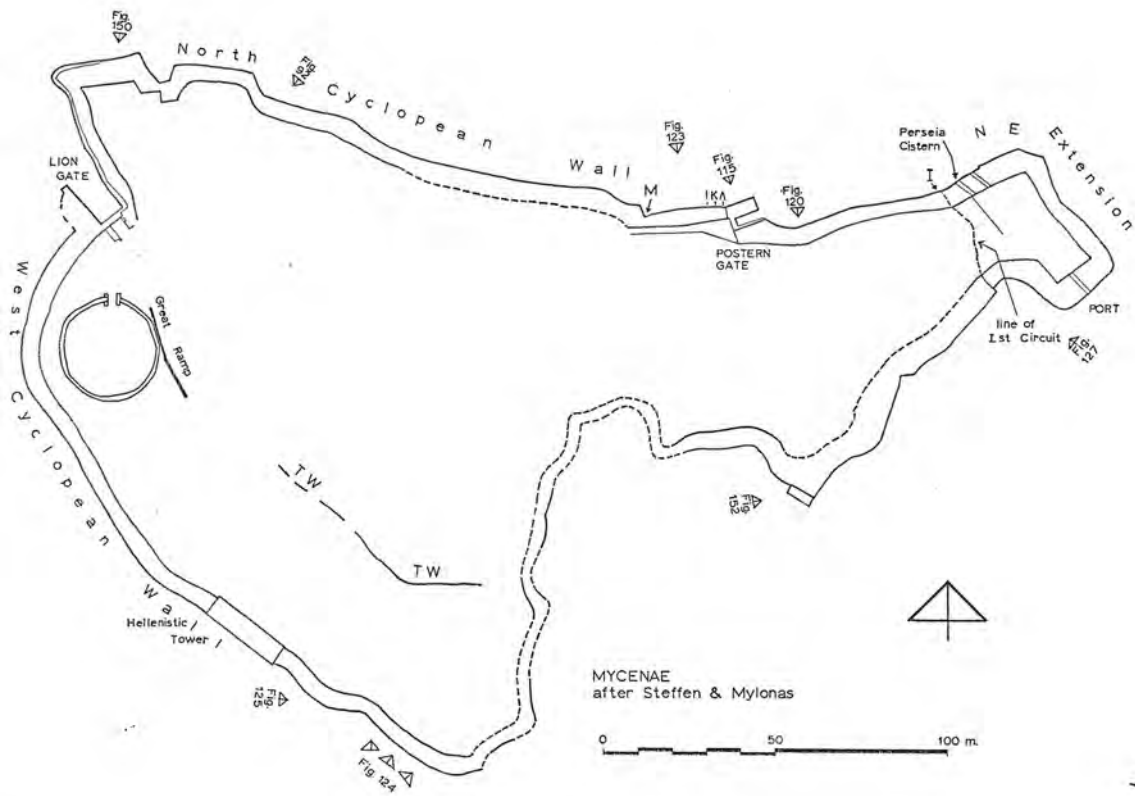 Fig. 150
North Cyclopean Wall
Fig. 92
Fig. 123
Fig. 115
Fig. 120
Perseia
Cistern
NE Extension
I
M
LION
GATE
POSTERN
GATE
PORT
line of
1st Circuit
Fig. 127
Great Ramp
West Cyclopean Wall
TW
TW
Fig. 152
Hellenistic
Tower
Fig. 125
Fig. 124
MYCENAE
after Steffen & Mylonas
0 50 100 m.